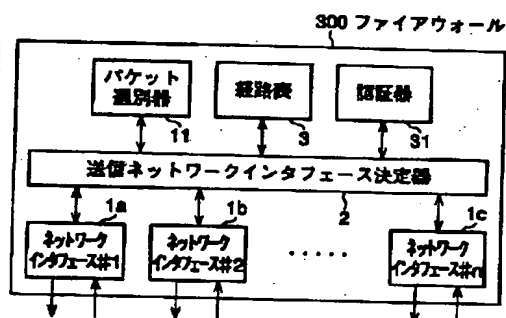 300 ファイアウォール
パケット
選別器
11
経路表
3
認証器
31
送信ネットワークインタフェース決定器
2
1a
ネットワーク
インタフェース#1
1b
ネットワーク
インタフェース#2
.....
1c
ネットワーク
インタフェース#n